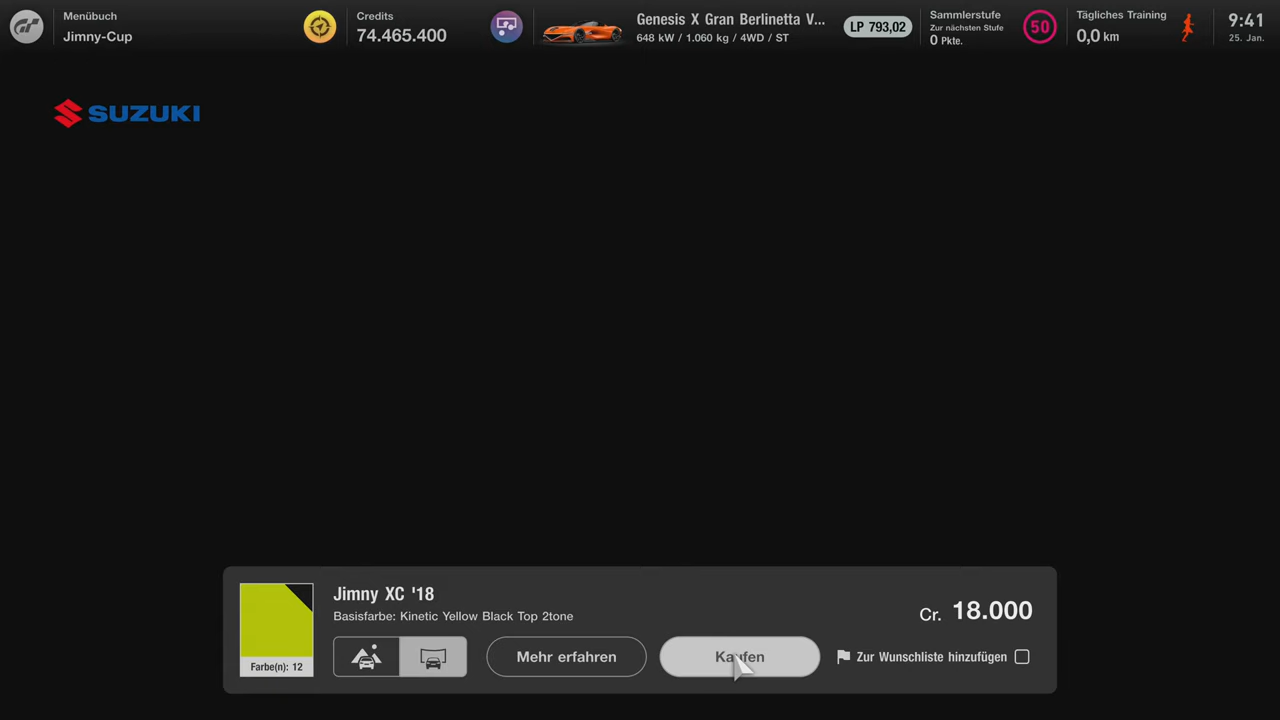 Menübuch
Jimny-Cup
Credits
74.465.400
Genesis X Gran Berlinetta V...
648 kW / 1.060 kg / 4WD / ST
LP 793,02
Sammlerstufe
Zur nächsten Stufe
0 Pkte.
50
Tägliches Training
0,0 km
9:41
25. Jan.
SUZUKI
Jimny XC '18
Basisfarbe: Kinetic Yellow Black Top 2tone
Farbe(n): 12
Mehr erfahren
Kaufen
Cr. 18.000
Zur Wunschliste hinzufügen